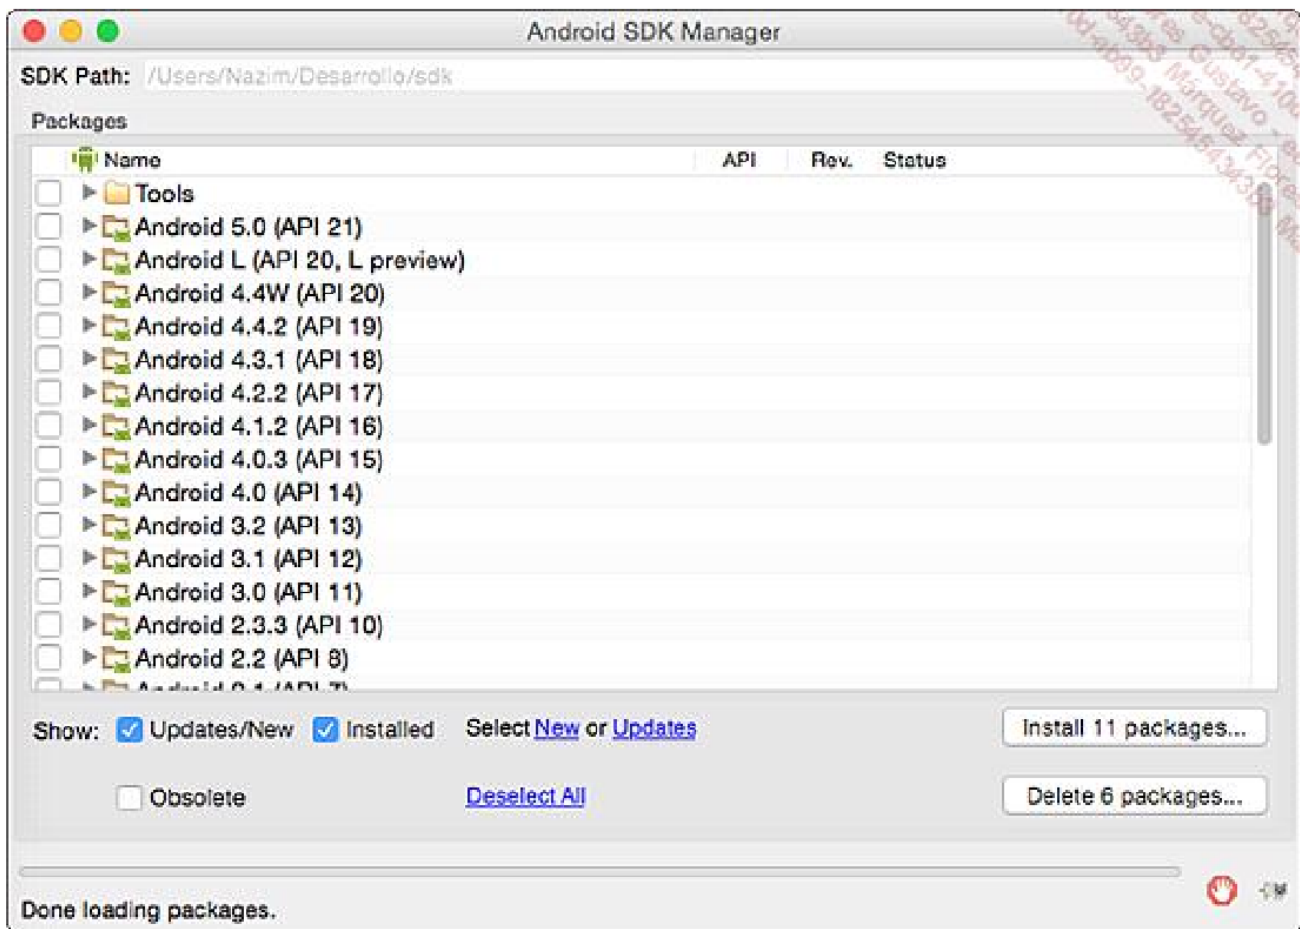 Android SDK Manager
SDK Path: /Users/Nazim/Desarrollo/sdk
Packages
Name API Rev. Status
Tools
Android 5.0 (API 21)
Android L (API 20, L preview)
Android 4.4W (API 20)
Android 4.4.2 (API 19)
Android 4.3.1 (API 18)
Android 4.2.2 (API 17)
Android 4.1.2 (API 16)
Android 4.0.3 (API 15)
Android 4.0 (API 14)
Android 3.2 (API 13)
Android 3.1 (API 12)
Android 3.0 (API 11)
Android 2.3.3 (API 10)
Android 2.2 (API 8)
Android 2.1 (API 7)
Show: Updates/New Installed Select New or Updates Install 11 packages...
Obsolete Deselect All Delete 6 packages...
Done loading packages.